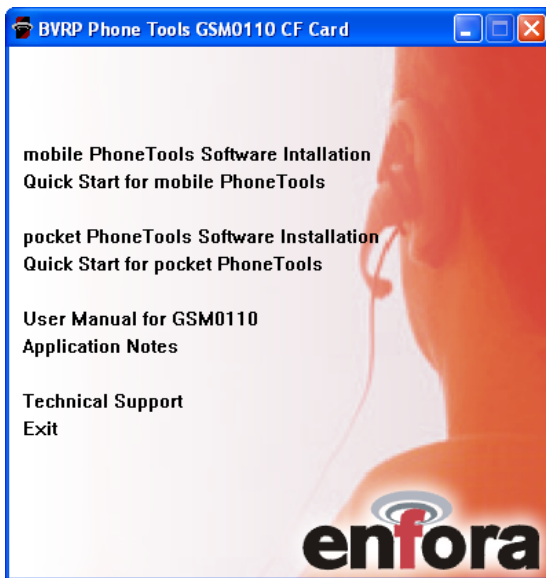 BVRP Phone Tools GSM0110 CF Card
mobile PhoneTools Software Intallation
Quick Start for mobile PhoneTools
pocket PhoneTools Software Installation
Quick Start for pocket PhoneTools
User Manual for GSM0110
Application Notes
Technical Support
Exit
enfora